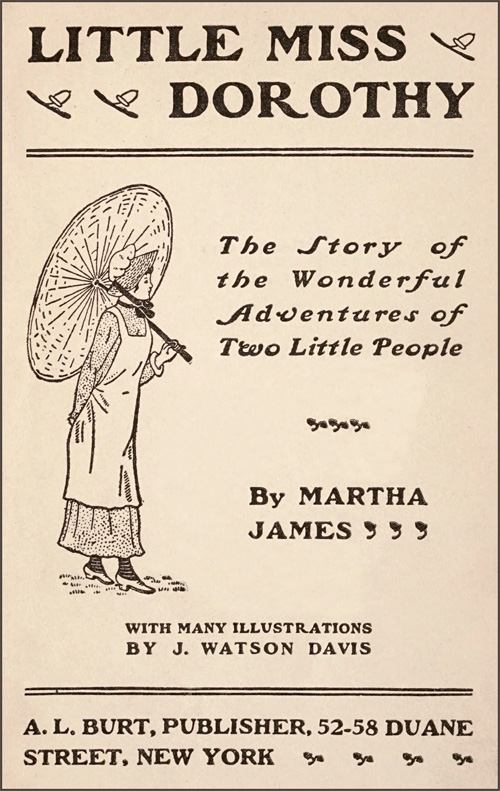 LITTLE MISS
DOROTHY
The Story of
the Wonderful
Adventures of
Two Little People
By MARTHA
JAMES
WITH MANY ILLUSTRATIONS
BY J. WATSON DAVIS
A. L. BURT, PUBLISHER, 52-58 DUANE
STREET, NEW YORK